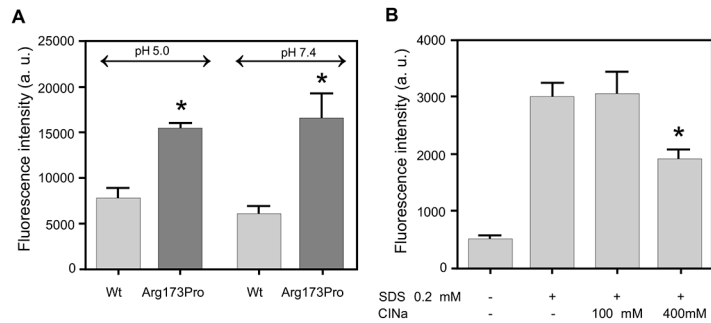 A
Fluorescence intensity (a. u.)
25000
20000
15000
10000
5000
0
pH 5.0
pH 7.4
*
*
Wt
Arg173Pro
Wt
Arg173Pro
B
Fluorescence intensity (a. u.)
4000
3000
2000
1000
0
*
SDS 0.2 mM - + + +
ClNa - - 100 mM 400mM